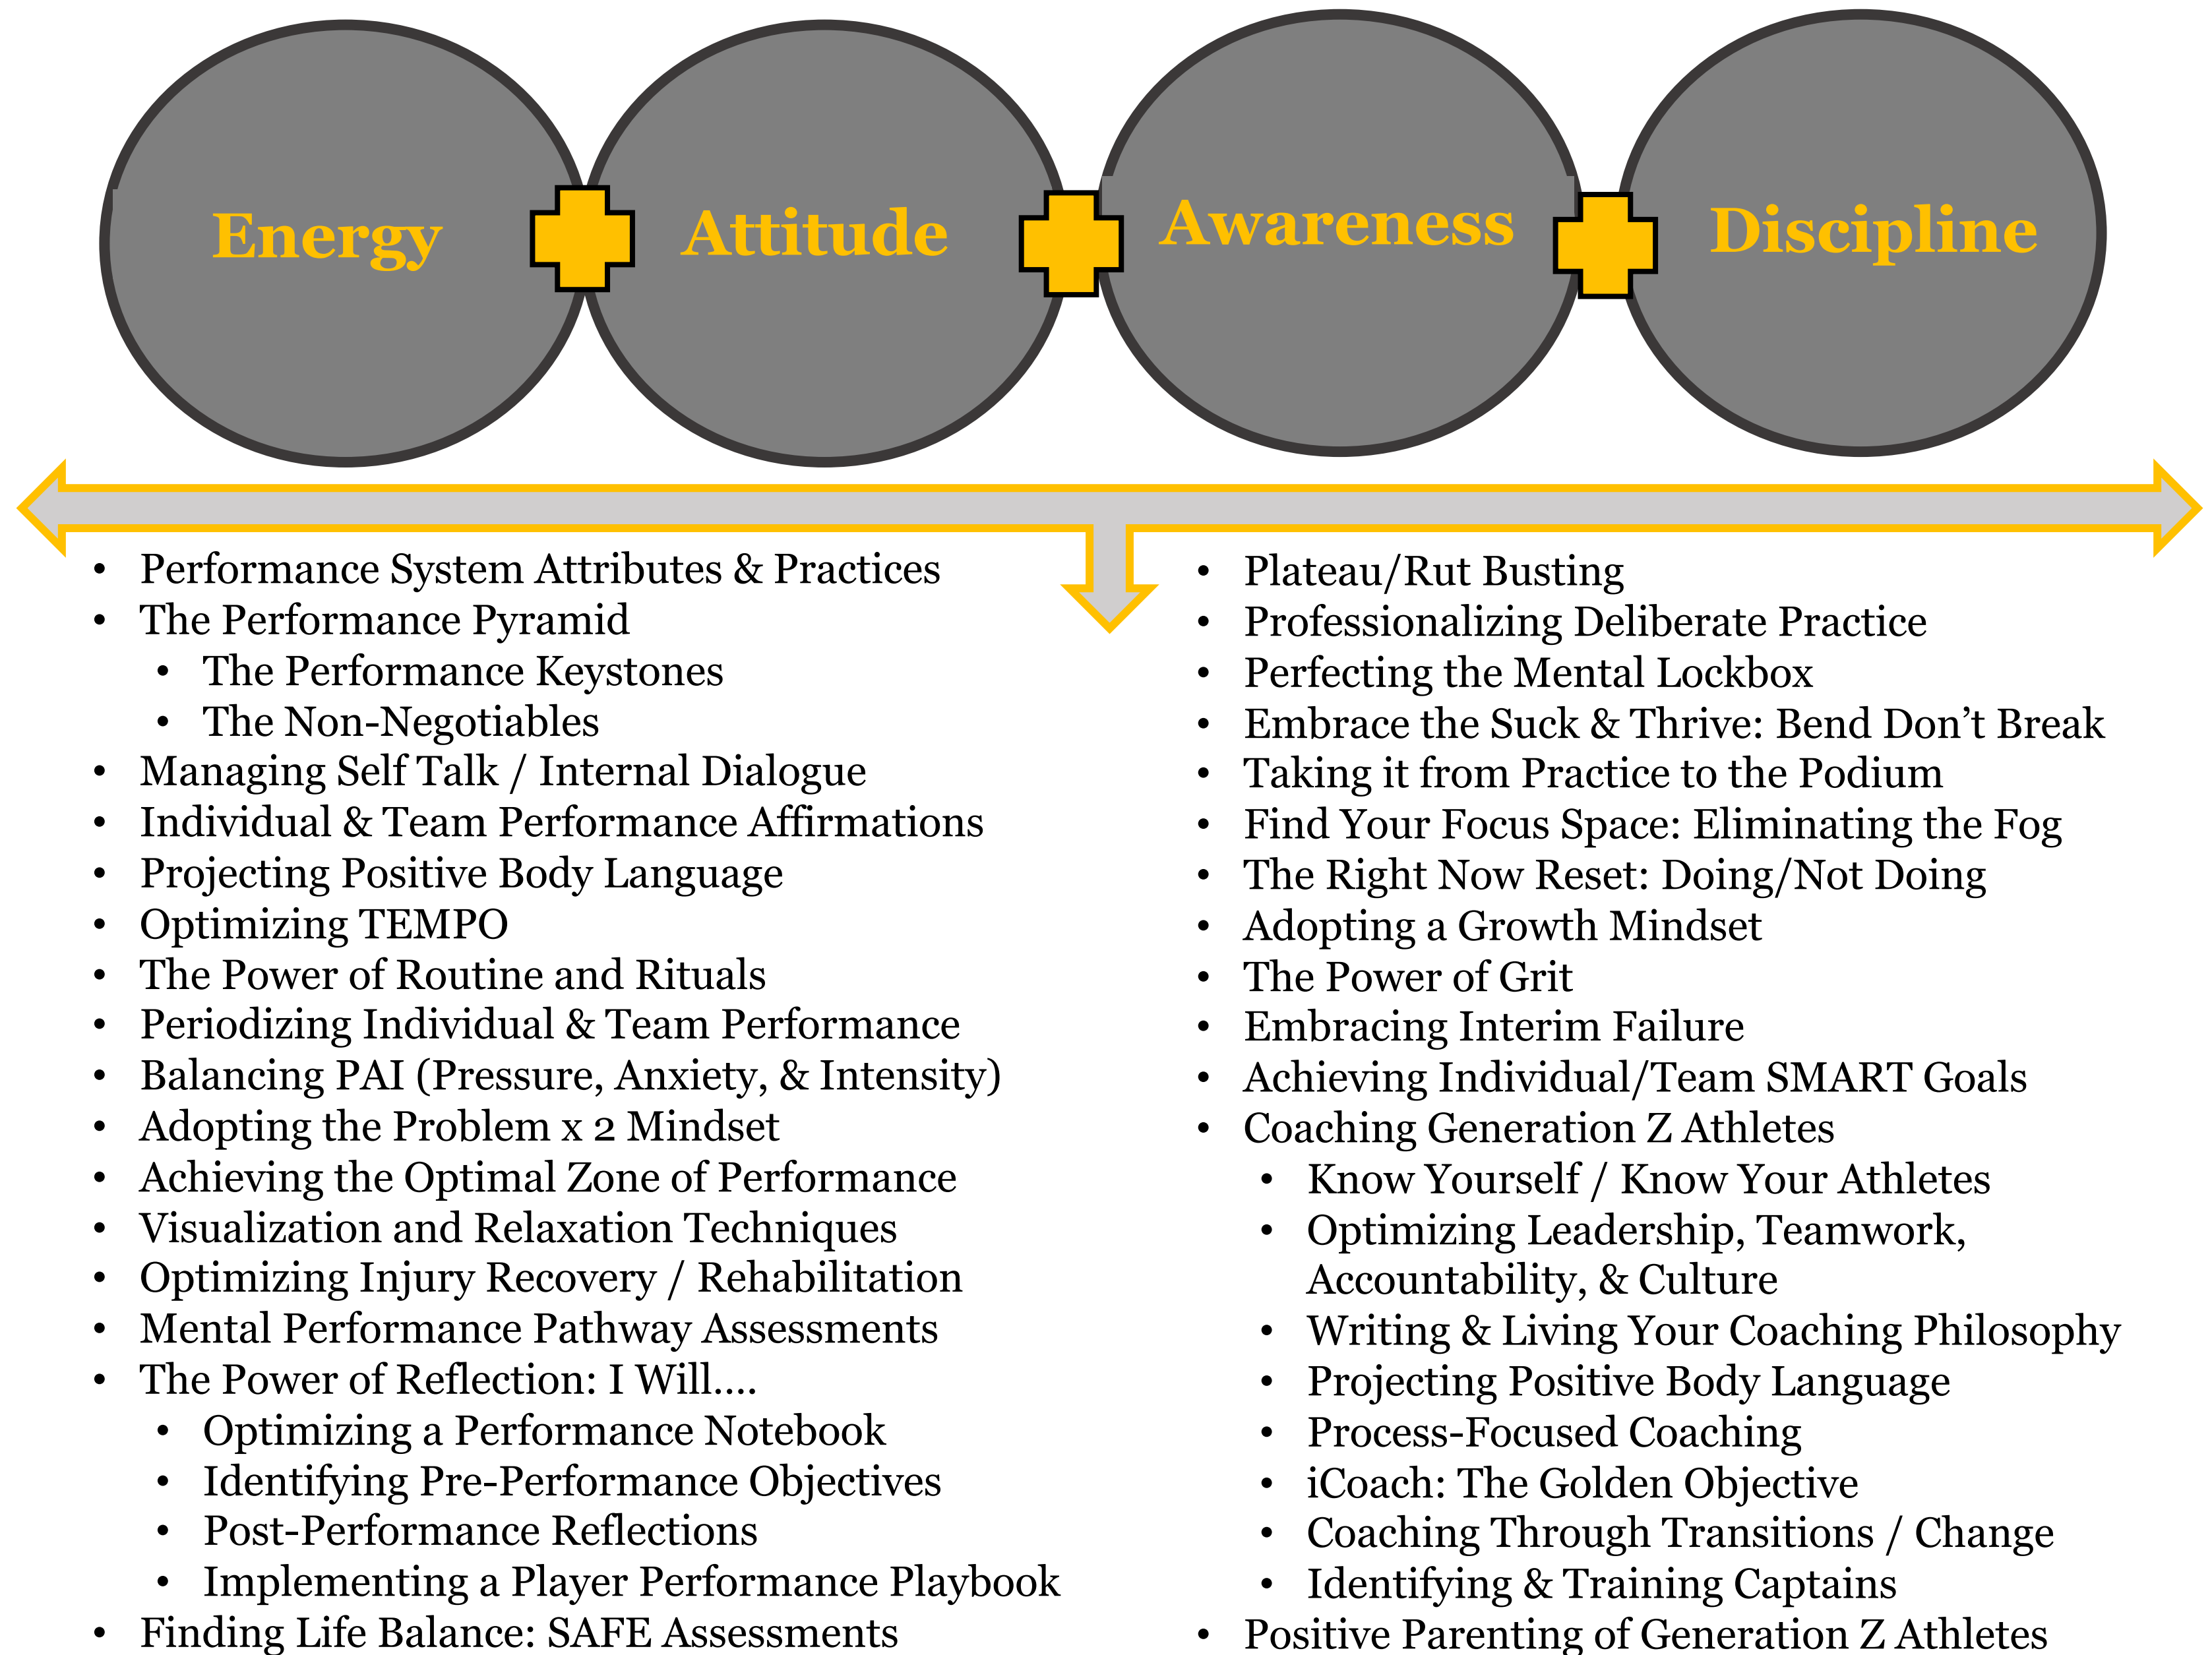 Energy
Attitude
Awareness
Discipline
• Performance System Attributes & Practices
• The Performance Pyramid
• The Performance Keystones
• The Non-Negotiables
• Managing Self Talk / Internal Dialogue
• Individual & Team Performance Affirmations
• Projecting Positive Body Language
• Optimizing TEMPO
• The Power of Routine and Rituals
• Periodizing Individual & Team Performance
• Balancing PAI (Pressure, Anxiety, & Intensity)
• Adopting the Problem x 2 Mindset
• Achieving the Optimal Zone of Performance
• Visualization and Relaxation Techniques
• Optimizing Injury Recovery / Rehabilitation
• Mental Performance Pathway Assessments
• The Power of Reflection: I Will....
• Optimizing a Performance Notebook
• Identifying Pre-Performance Objectives
• Post-Performance Reflections
• Implementing a Player Performance Playbook
• Finding Life Balance: SAFE Assessments
• Plateau/Rut Busting
• Professionalizing Deliberate Practice
• Perfecting the Mental Lockbox
• Embrace the Suck & Thrive: Bend Don’t Break
• Taking it from Practice to the Podium
• Find Your Focus Space: Eliminating the Fog
• The Right Now Reset: Doing/Not Doing
• Adopting a Growth Mindset
• The Power of Grit
• Embracing Interim Failure
• Achieving Individual/Team SMART Goals
• Coaching Generation Z Athletes
• Know Yourself / Know Your Athletes
• Optimizing Leadership, Teamwork,
Accountability, & Culture
• Writing & Living Your Coaching Philosophy
• Projecting Positive Body Language
• Process-Focused Coaching
• iCoach: The Golden Objective
• Coaching Through Transitions / Change
• Identifying & Training Captains
• Positive Parenting of Generation Z Athletes